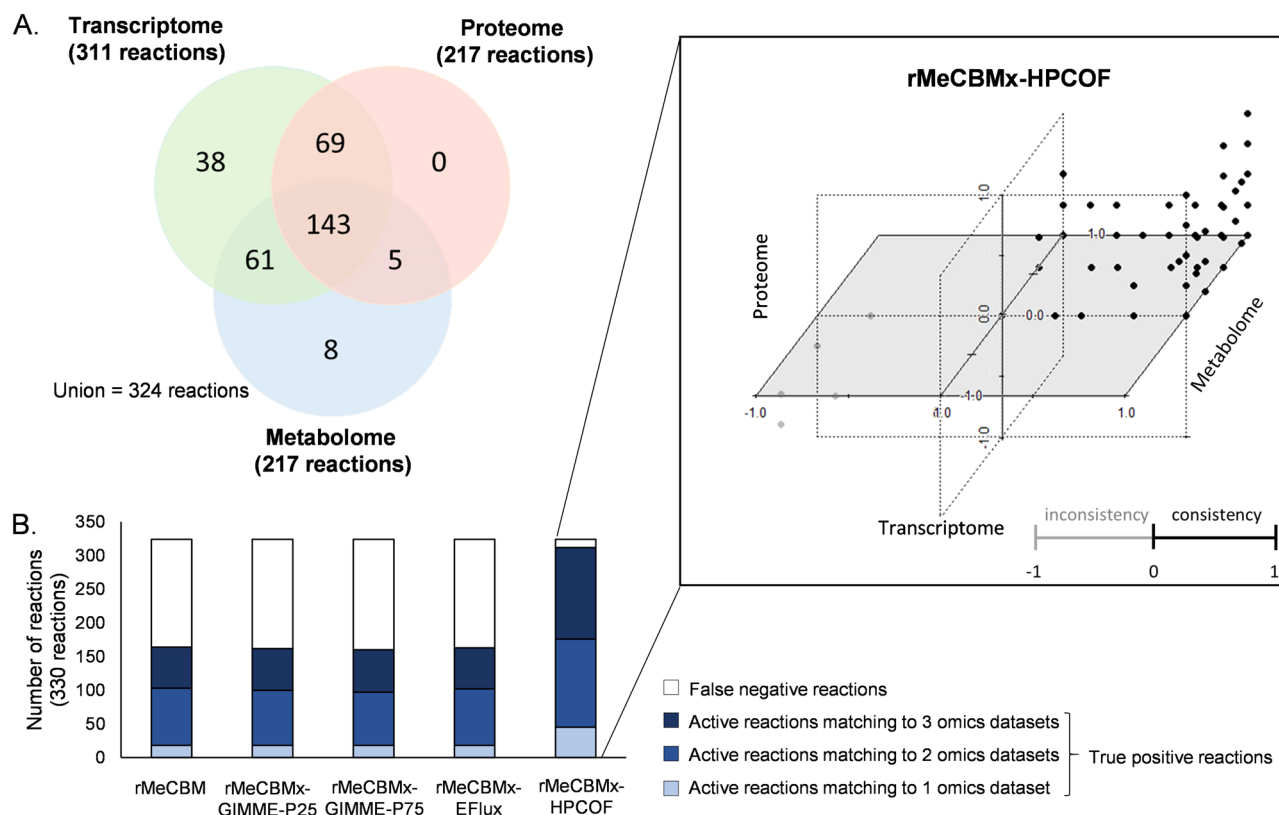 A.
Transcriptome
(311 reactions)
Proteome
(217 reactions)
38
69
0
143
61
5
8
Union = 324 reactions
Metabolome
(217 reactions)
rMeCBMx-HPCOF
1.0
1.0
Proteome
0.0
0.0
Metabolome
-1.0
-1.0
0.0
1.0
-1.0
Transcriptome
inconsistency
consistency
-1
0
1
B.
Number of reactions
(330 reactions)
350
300
250
200
150
100
50
0
rMeCBM
rMeCBMx-
GIMME-P25
rMeCBMx-
GIMME-P75
rMeCBMx-
EFlux
rMeCBMx-
HPCOF
False negative reactions
Active reactions matching to 3 omics datasets
Active reactions matching to 2 omics datasets
Active reactions matching to 1 omics dataset
True positive reactions